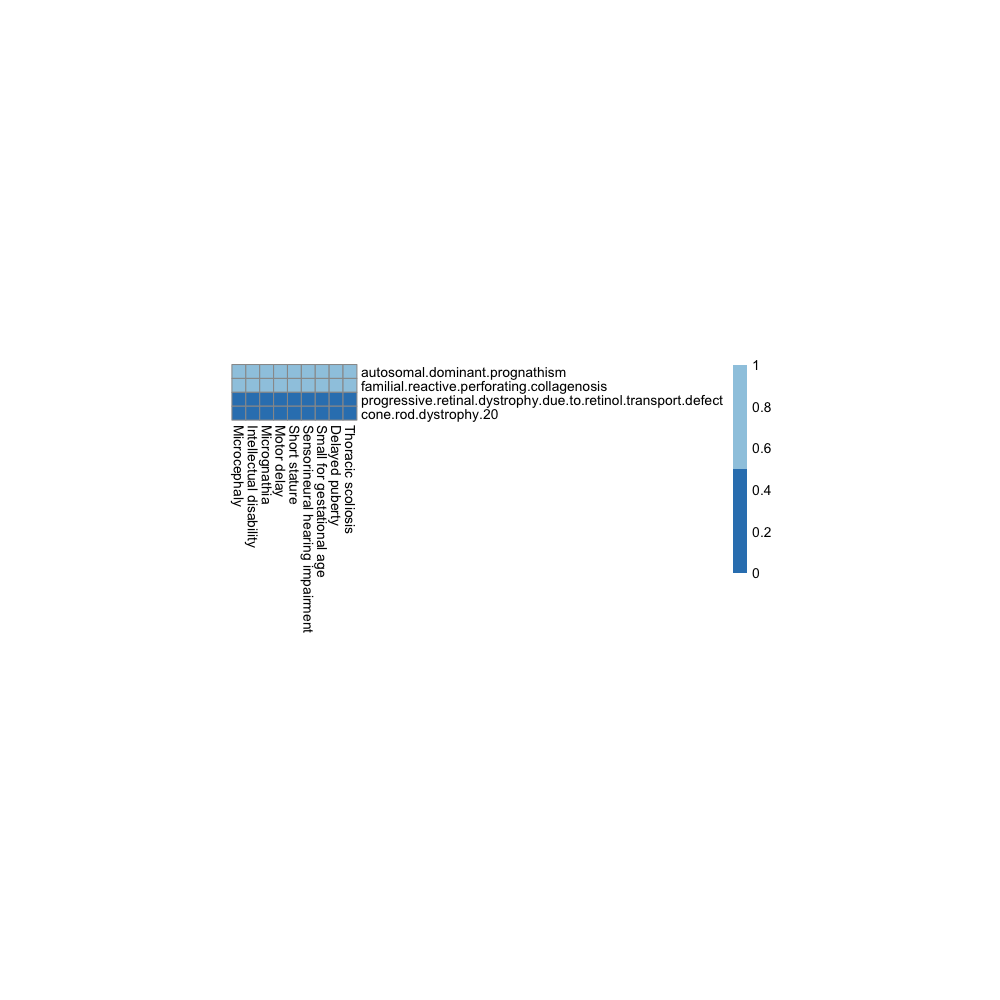 autosomal.dominant.prognathism
familial.reactive.perforating.collagenosis
progressive.retinal.dystrophy.due.to.retinol.transport.defect
cone.rod.dystrophy.20
Microcephaly
Intellectual disability
Micrognathia
Motor delay
Short stature
Sensorineural hearing impairment
Small for gestational age
Delayed puberty
Thoracic scoliosis
1
0.8
0.6
0.4
0.2
0